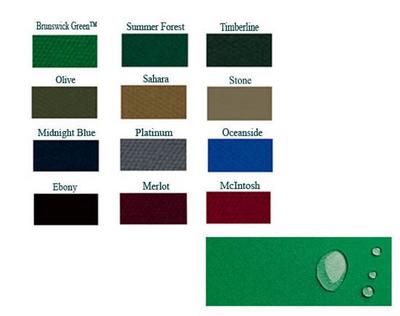 Brunswick Green™ Summer Forest Timberline
Olive Sahara Stone
Midnight Blue Platinum Oceanside
Ebony Merlot McIntosh